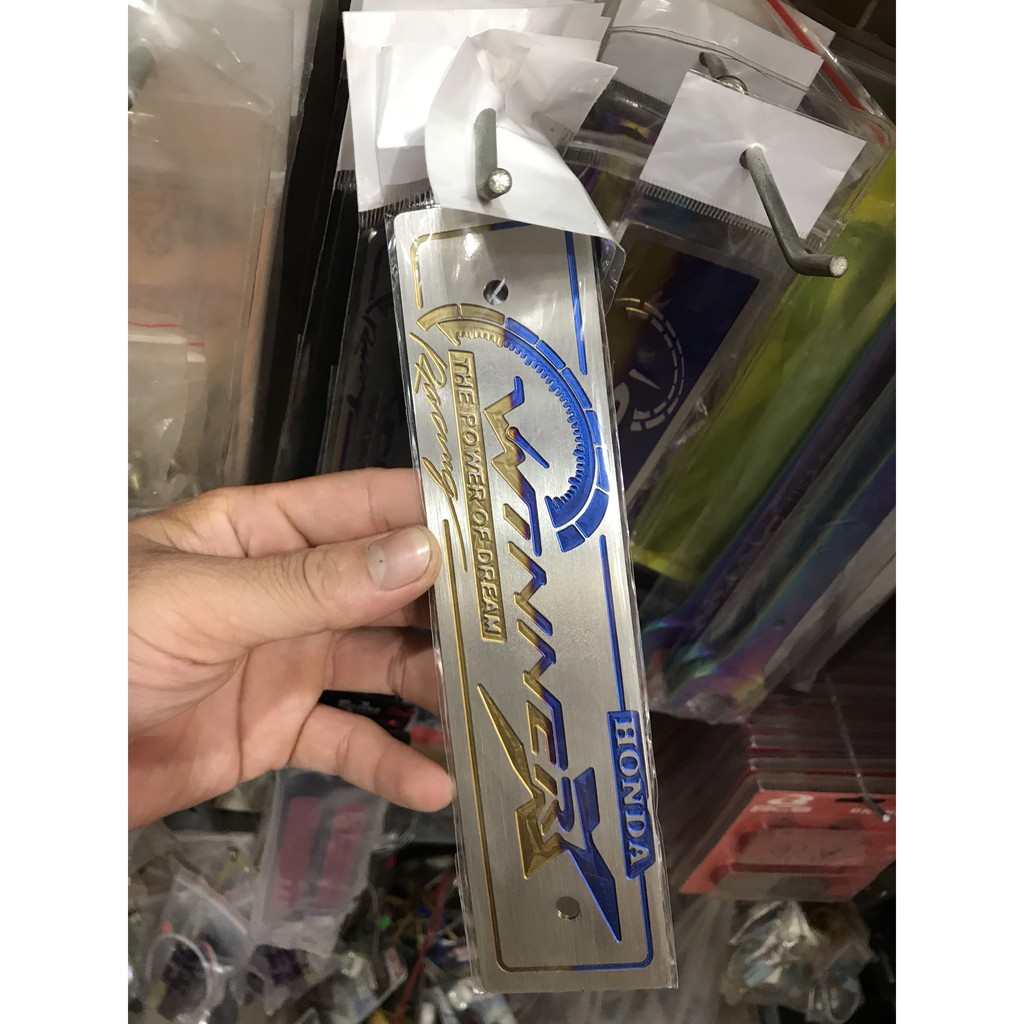 HONDA
WINNER X
THE POWER OF DREAM
Racing